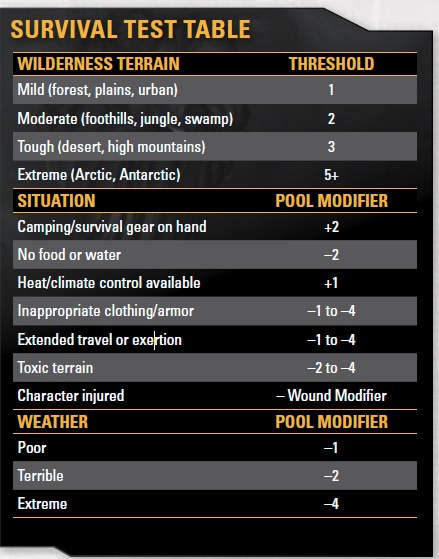 SURVIVAL TEST TABLE
WILDERNESS TERRAIN THRESHOLD
Mild (forest, plains, urban) 1
Moderate (foothills, jungle, swamp) 2
Tough (desert, high mountains) 3
Extreme (Arctic, Antarctic) 5+
SITUATION POOL MODIFIER
Camping/survival gear on hand +2
No food or water –2
Heat/climate control available +1
Inappropriate clothing/armor –1 to –4
Extended travel or exertion –1 to –4
Toxic terrain –2 to –4
Character injured – Wound Modifier
WEATHER POOL MODIFIER
Poor –1
Terrible –2
Extreme –4